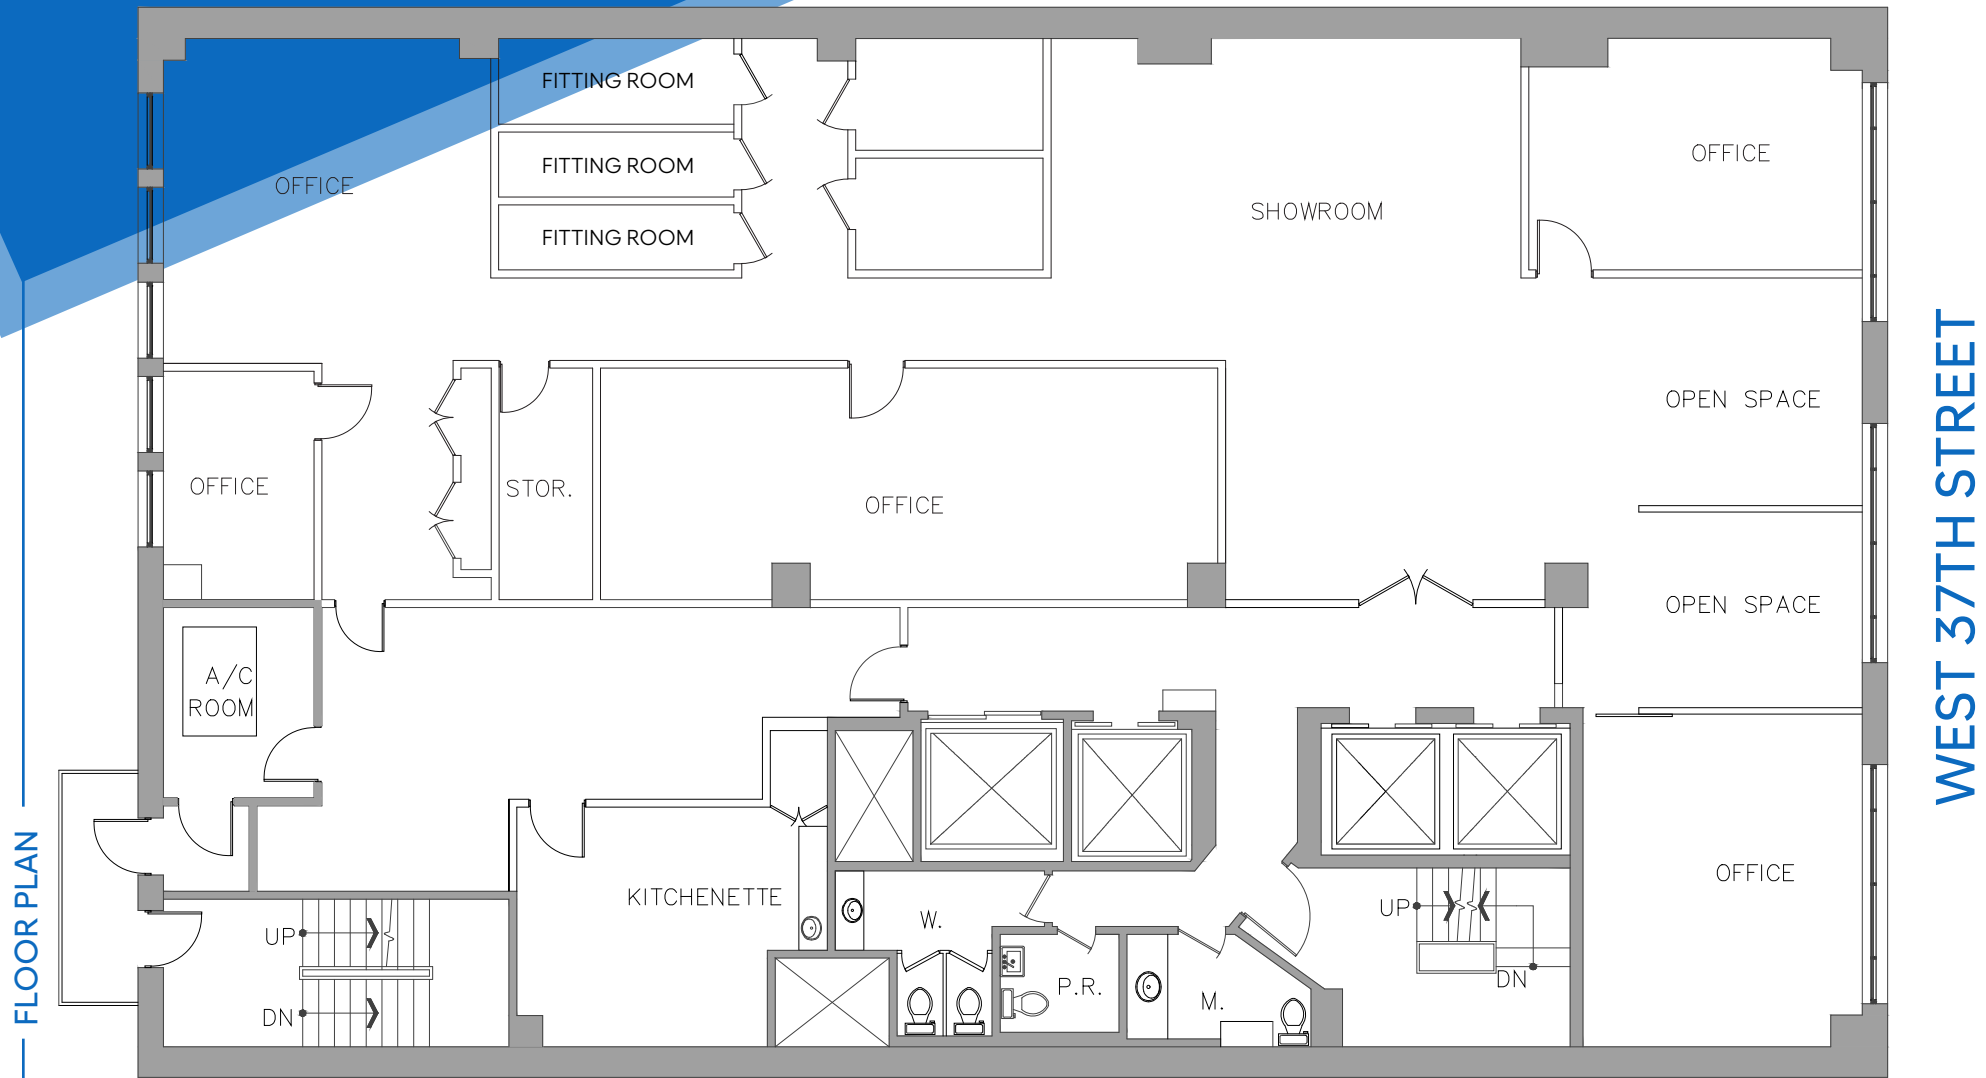 FITTING ROOM
OFFICE
FITTING ROOM
OFFICE
SHOWROOM
FITTING ROOM
OPEN SPACE
OFFICE
STOR.
OFFICE
OPEN SPACE
A/C
ROOM
WEST 37TH STREET
OFFICE
KITCHENETTE
UP
W.
UP
DN
P.R.
M.
DN
FLOOR PLAN